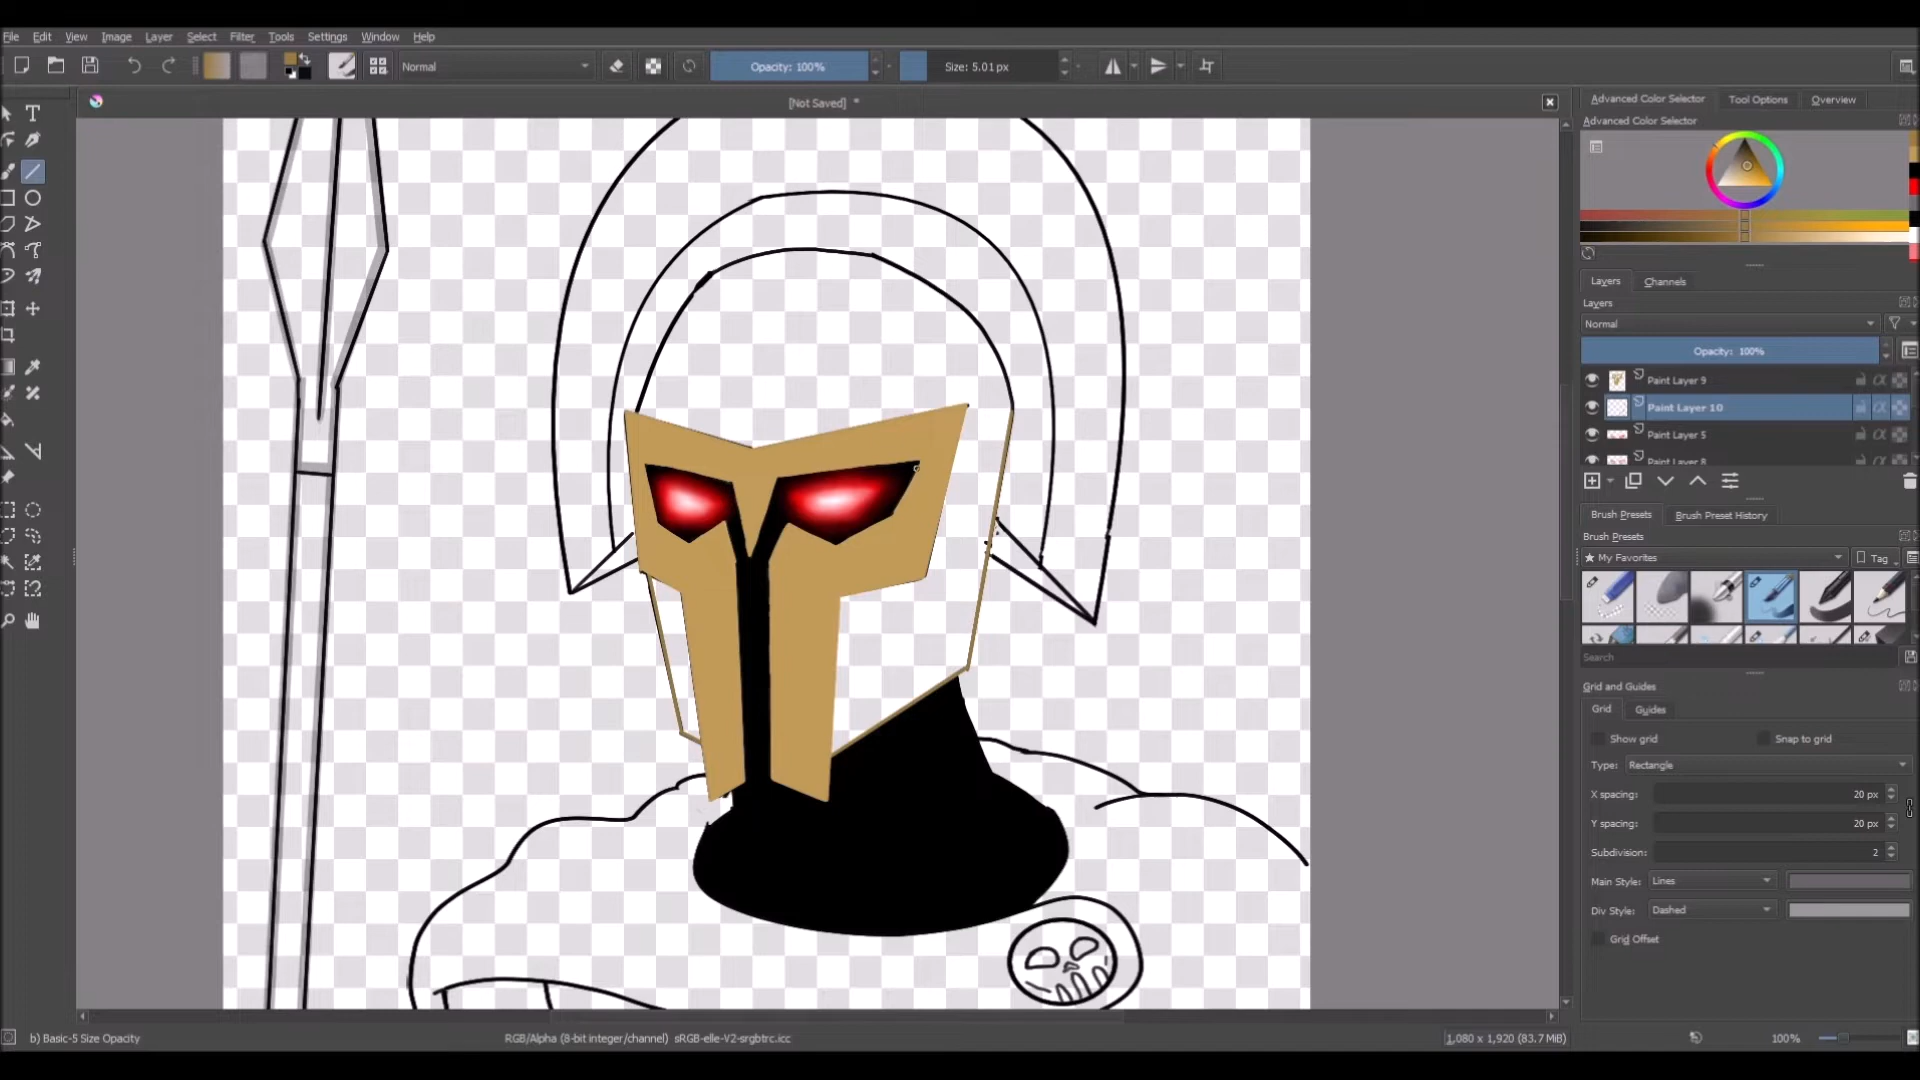 File Edit View Image Layer Select Filter Tools Settings Window Help
Normal Opacity: 100% Size: 5.01 px
[Not Saved] *
Advanced Color Selector Tool Options Overview
Advanced Color Selector
Layers Channels
Layers
Normal
Opacity: 100%
Paint Layer 9
Paint Layer 10
Paint Layer 5
Paint Layer 8
Brush Presets Brush Preset History
Brush Presets
★ My Favorites Tag
Search
Grid and Guides
Grid Guides
Show grid Snap to grid
Type: Rectangle
X spacing: 20 px
Y spacing: 20 px
Subdivision: 2
Main Style: Lines
Div Style: Dashed
Grid Offset
b) Basic-5 Size Opacity RGB/Alpha (8-bit integer/channel) sRGB-elle-V2-srgbtrc.icc 1,080 x 1,920 (83.7 MiB) 100%